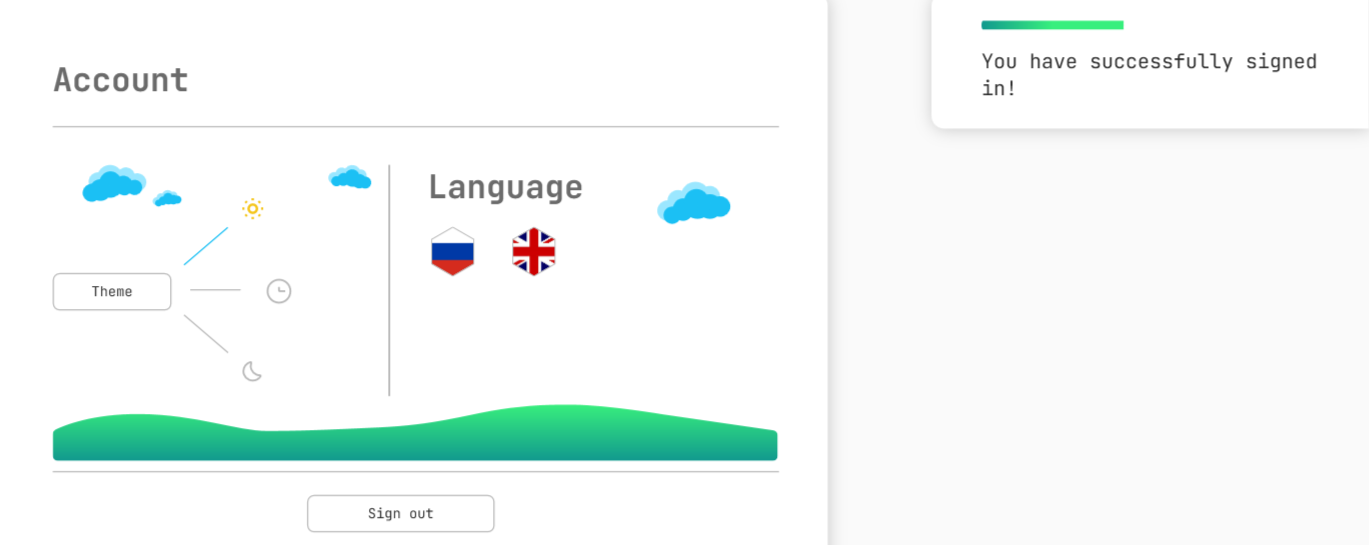 Account
Language
Theme
Sign out
You have successfully signed
in!